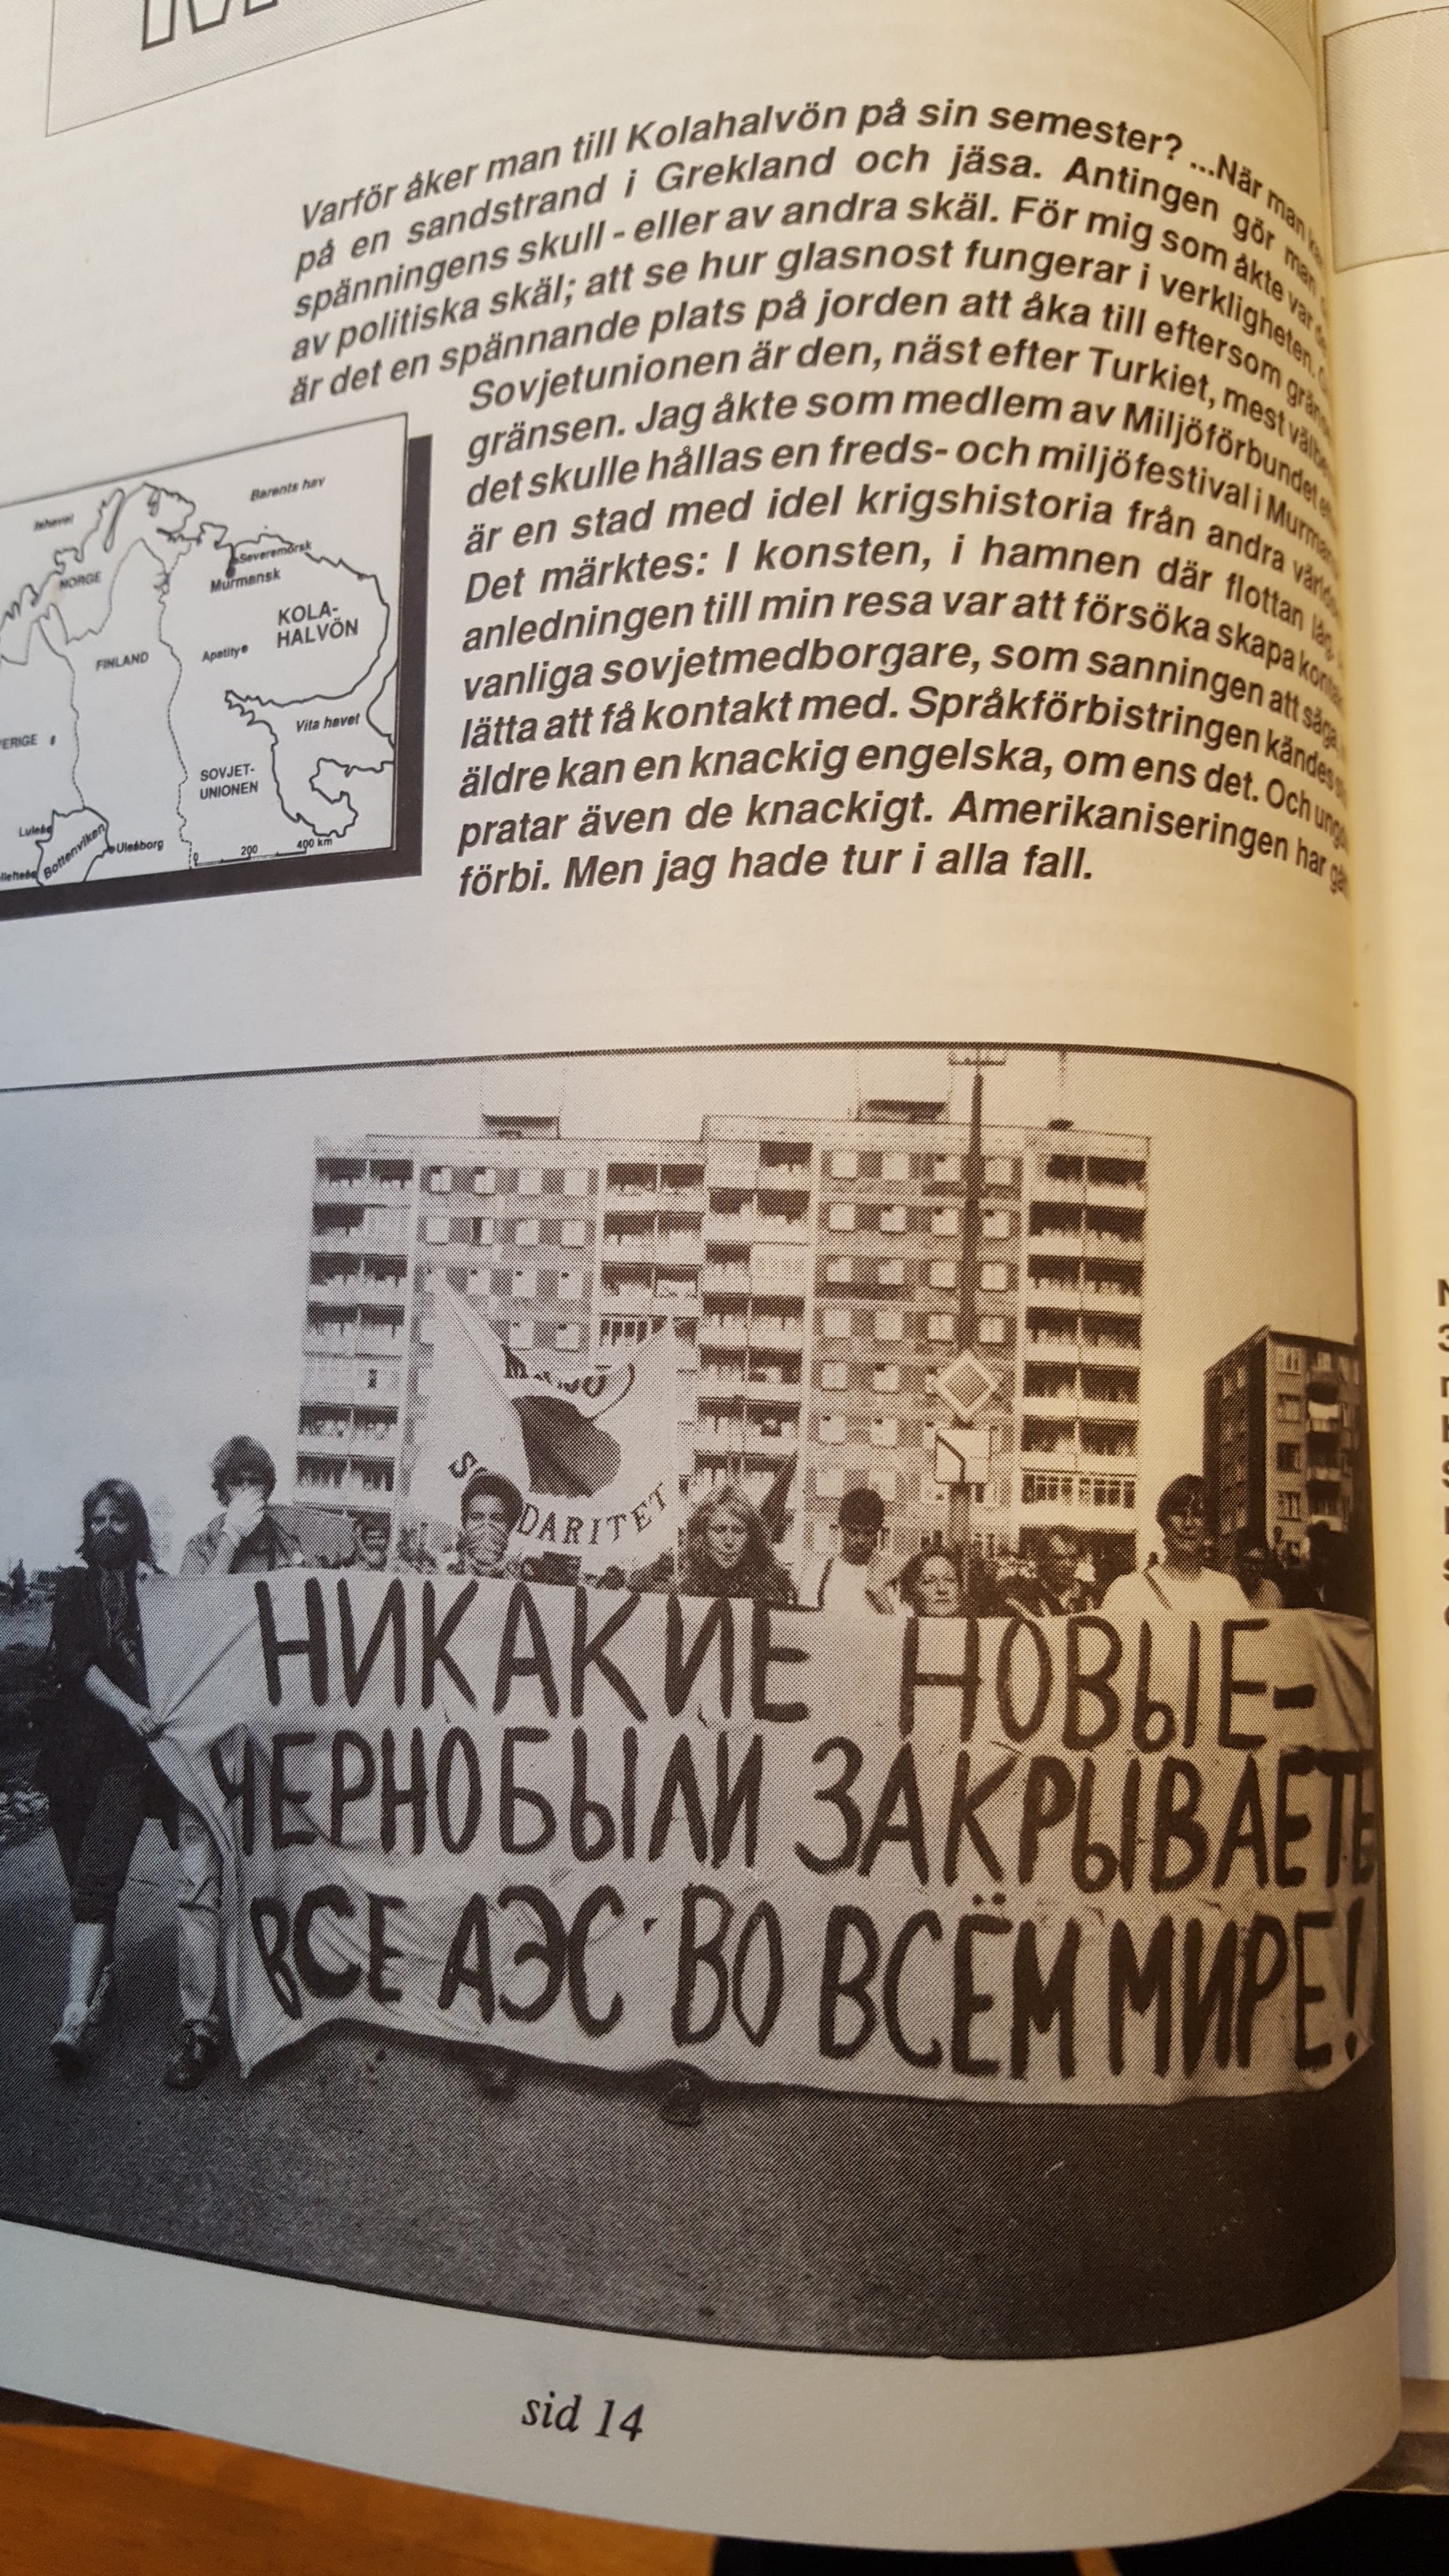 Varför åker man till Kolahalvön på sin semester? ...När man
på en sandstrand i Grekland och jäsa. Antingen gör man
spänningens skull - eller av andra skäl. För mig som åkte var
av politiska skäl; att se hur glasnost fungerar i verkligheten.
är det en spännande plats på jorden att åka till eftersom
Sovjetunionen är den, näst efter Turkiet, mest
gränsen. Jag åkte som medlem av Miljöförbundet
det skulle hållas en freds- och miljöfestival i
är en stad med idel krigshistoria från andra
Det märktes: I konsten, i hamnen där flottan
anledningen till min resa var att försöka skapa
vanliga sovjetmedborgare, som sanningen att säga
lätta att få kontakt med. Språkförbistringen kändes
äldre kan en knackig engelska, om ens det. Och
pratar även de knackigt. Amerikaniseringen har
förbi. Men jag hade tur i alla fall.
Barents hav
Ishavet
Severemorsk
NORGE
Murmansk
KOLA-
HALVÖN
FINLAND
Apatity
Vita havet
SOVJET-
UNIONEN
Luleå
Bottenviken
Uleåborg
0 200 400 km
НИКАКИЕ НОВЫЕ-
ЧЕРНОБЫЛИ ЗАКРЫВАЕТЬ
ВСЕ АЭС ВО ВСЁМ МИРЕ!
sid 14